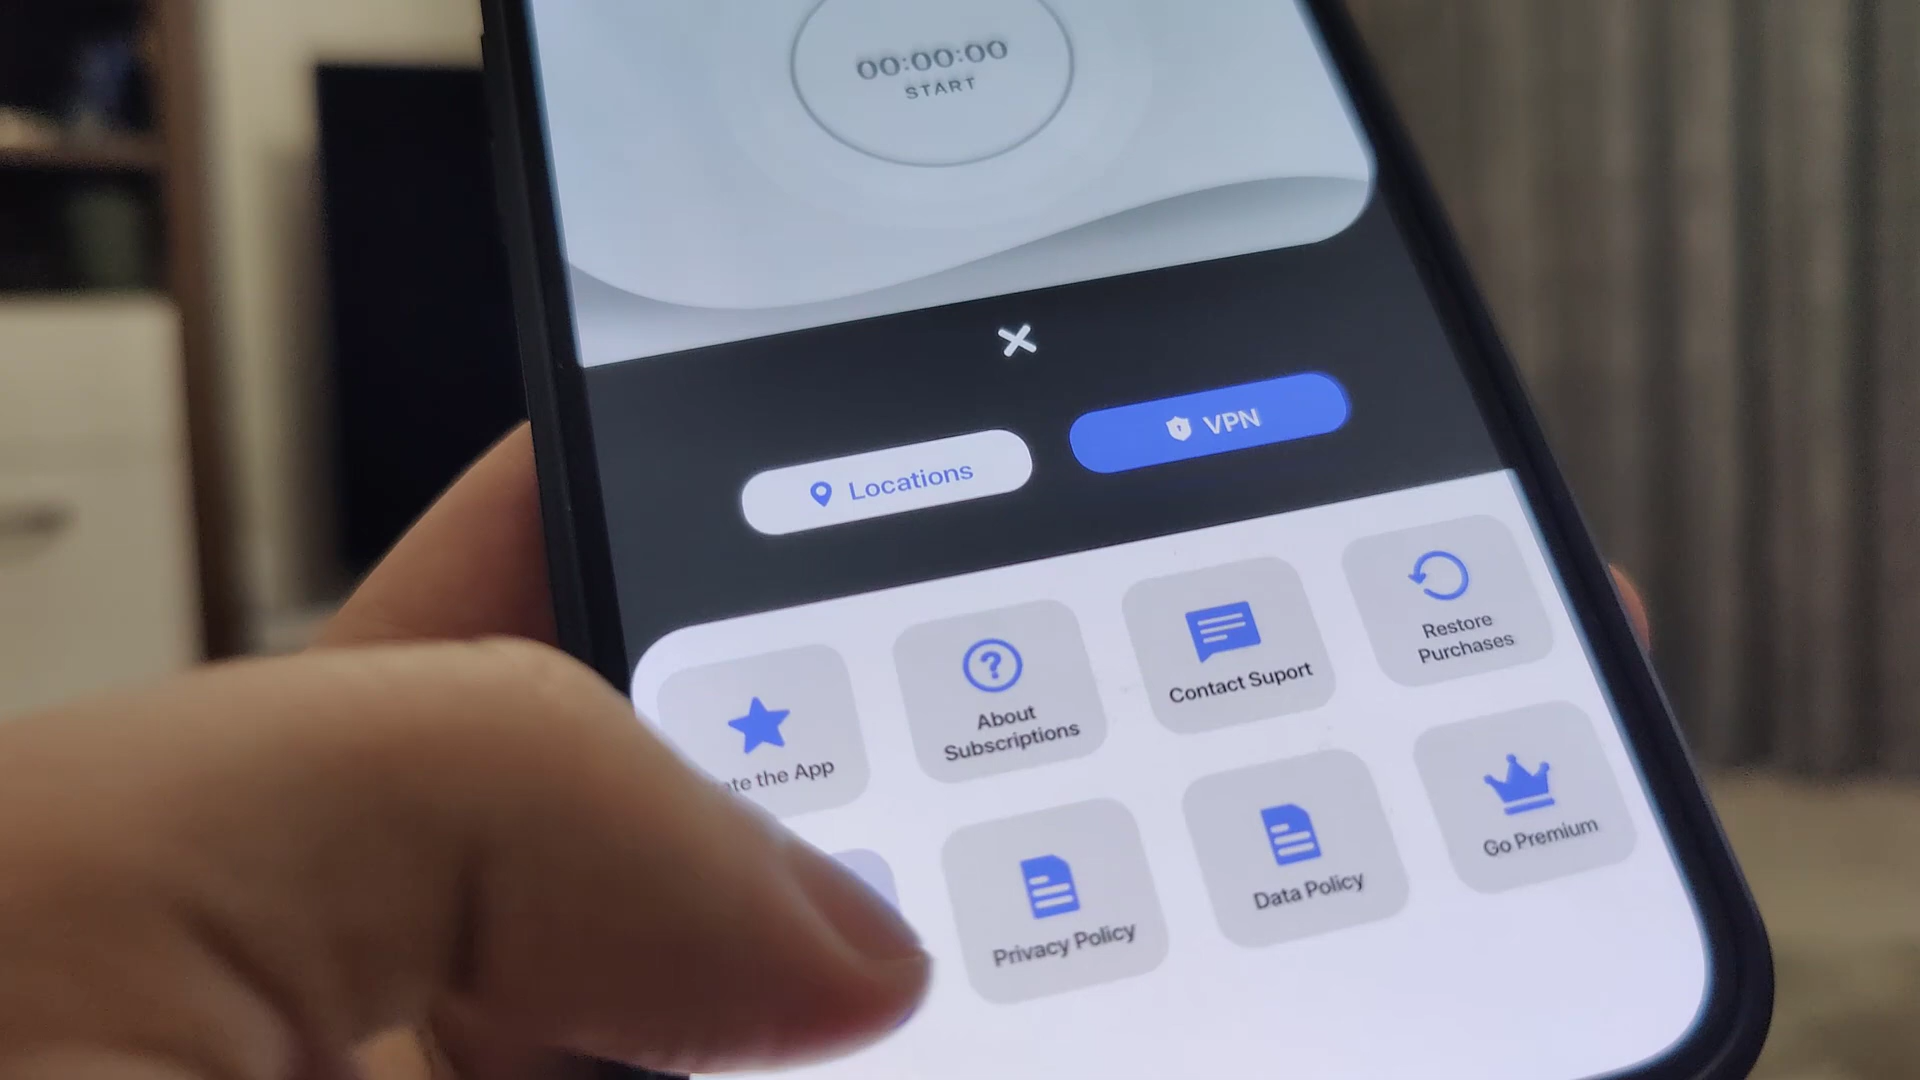 00:00:00
START
Locations
VPN
Restore
Purchases
Contact Suport
About
Subscriptions
the App
Go Premium
Data Policy
Privacy Policy